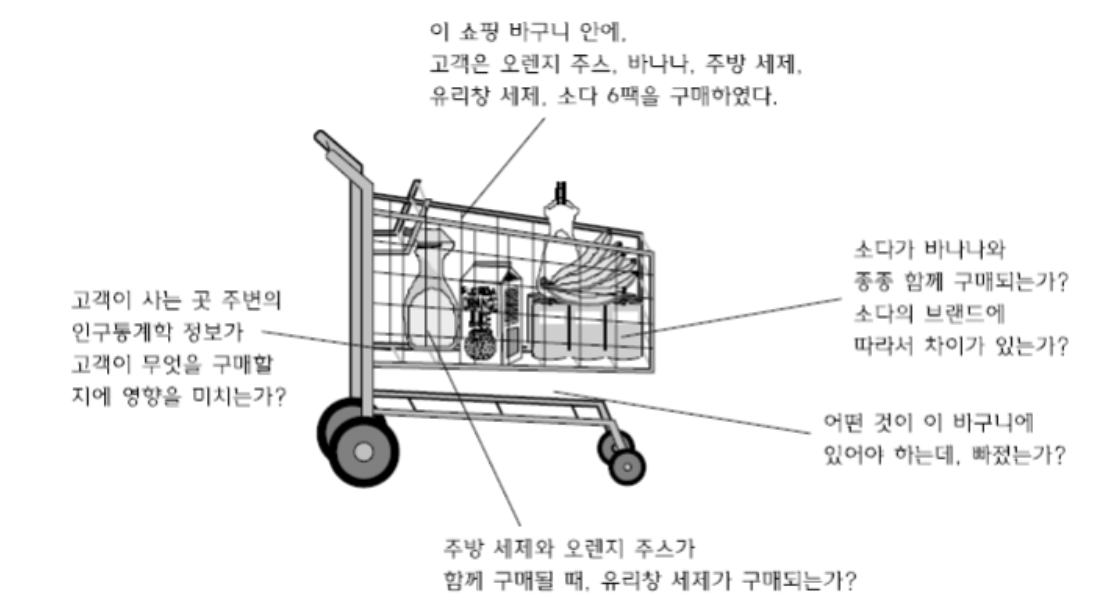 이 쇼핑 바구니 안에,
고객은 오렌지 주스, 바나나, 주방 세제,
유리창 세제, 소다 6팩을 구매하였다.
소다가 바나나와
종종 함께 구매되는가?
소다의 브랜드에
따라서 차이가 있는가?
고객이 사는 곳 주변의
인구통계학 정보가
고객이 무엇을 구매할
지에 영향을 미치는가?
어떤 것이 이 바구니에
있어야 하는데, 빠졌는가?
주방 세제와 오렌지 주스가
함께 구매될 때, 유리창 세제가 구매되는가?